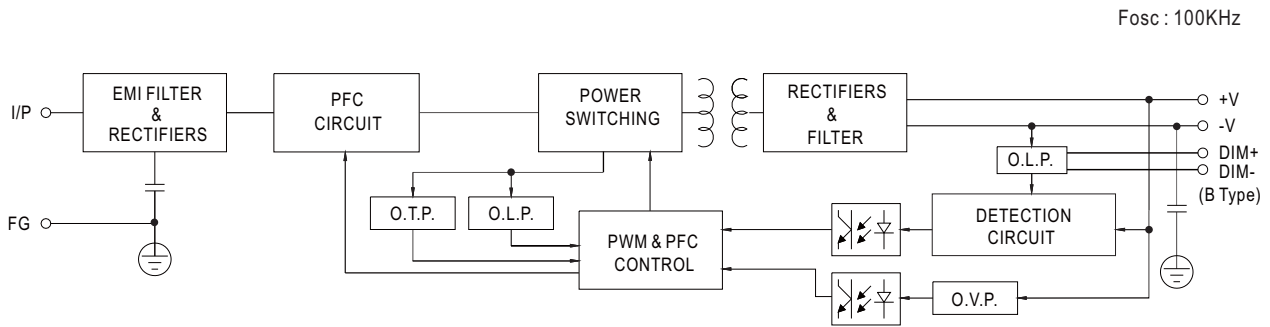 Fosc : 100KHz
I/P
EMI FILTER
&
RECTIFIERS
PFC
CIRCUIT
POWER
SWITCHING
RECTIFIERS
&
FILTER
+V
-V
DIM+
DIM-
(B Type)
O.L.P.
FG
O.T.P.
O.L.P.
PWM & PFC
CONTROL
DETECTION
CIRCUIT
O.V.P.